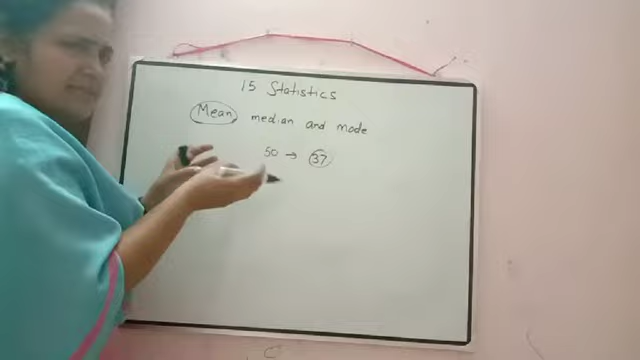 15 Statistics
Mean median and mode
50 → 37